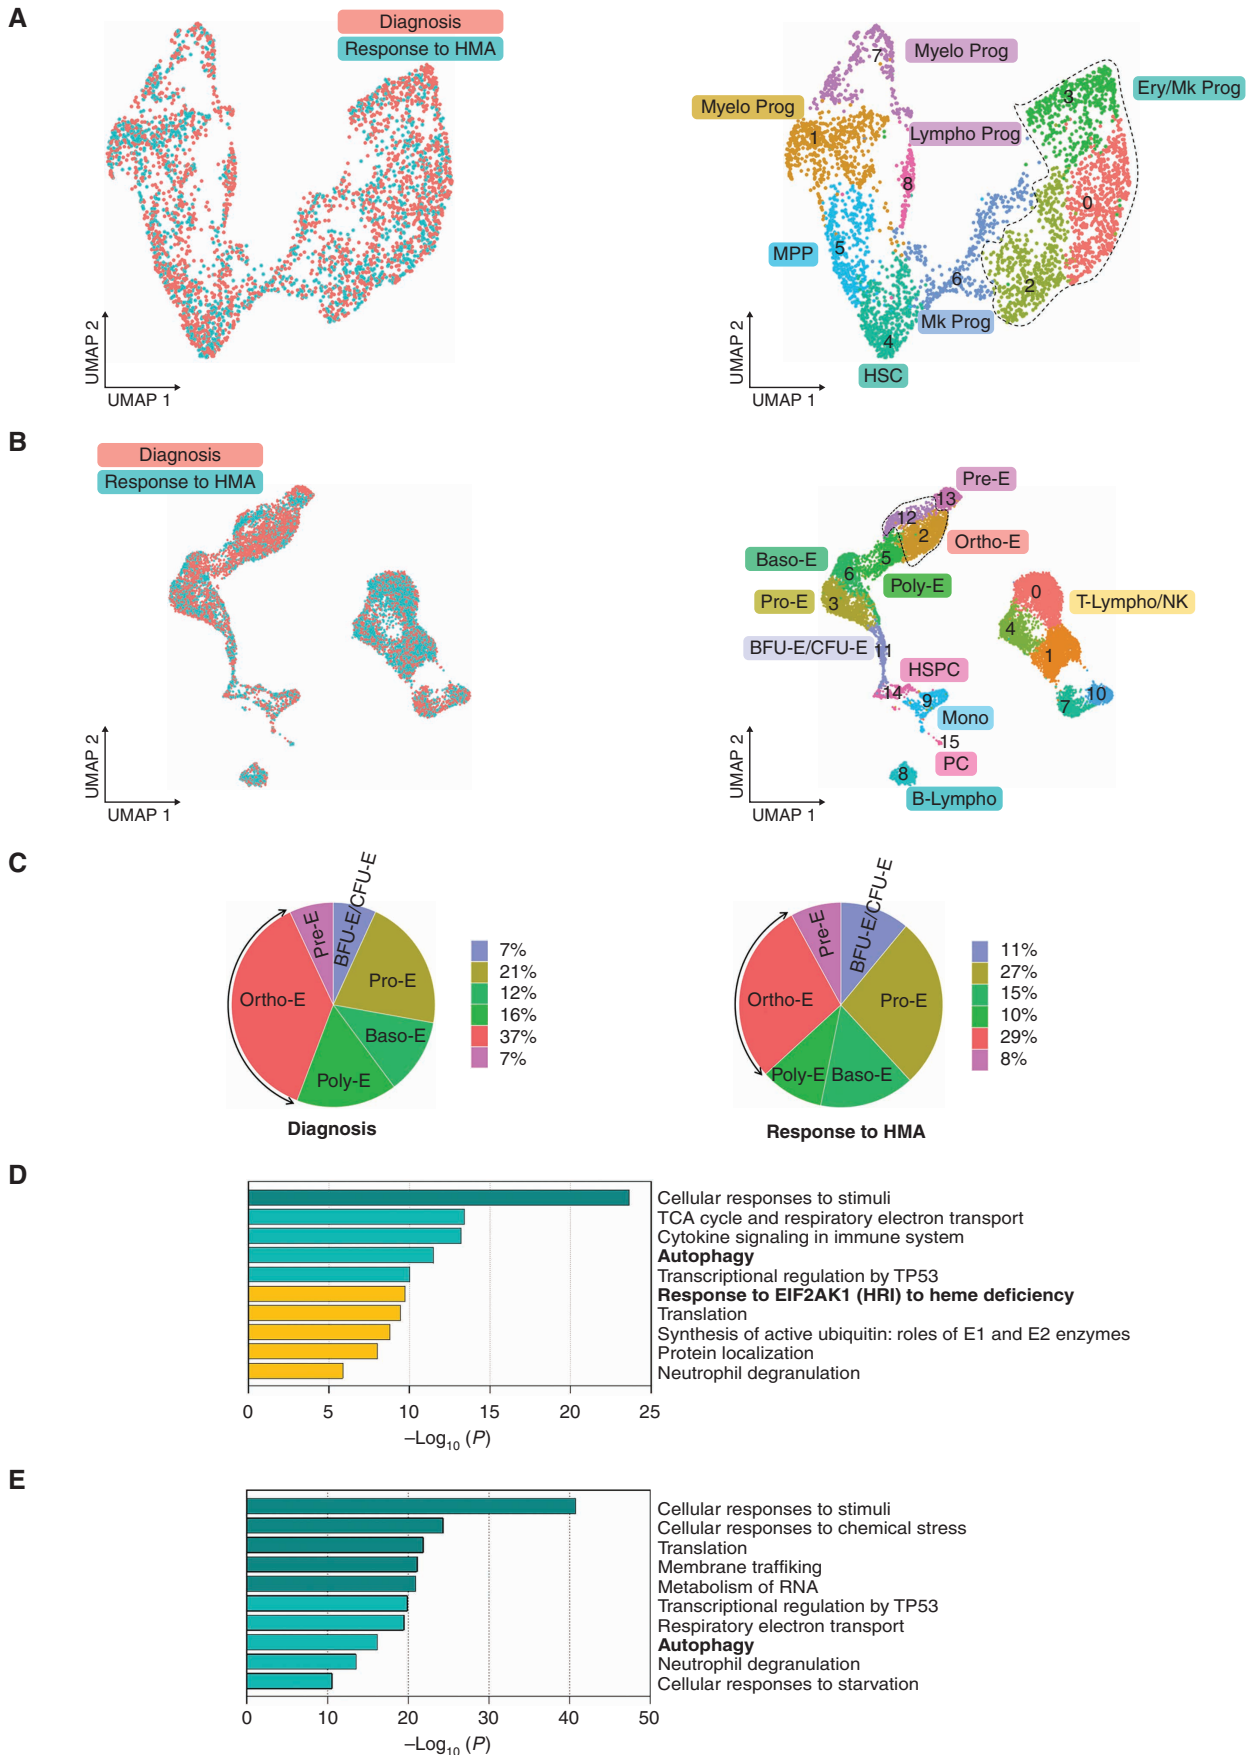 A
Diagnosis
Response to HMA
UMAP 2
UMAP 1
7
Myelo Prog
Myelo Prog
3
Ery/Mk Prog
1
Lympho Prog
8
0
MPP
5
6
2
Mk Prog
4
HSC
UMAP 2
UMAP 1
B
Diagnosis
Response to HMA
UMAP 2
UMAP 1
Pre-E
13
12
2
Ortho-E
Baso-E
5
6
Poly-E
Pro-E
3
0
T-Lympho/NK
4
BFU-E/CFU-E
11
1
HSPC
14
9
10
7
Mono
15
PC
8
B-Lympho
UMAP 2
UMAP 1
C
Pre-E
BFU-E/CFU-E
Pro-E
Ortho-E
Baso-E
Poly-E
7%
21%
12%
16%
37%
7%
Diagnosis
Pre-E
BFU-E/CFU-E
Ortho-E
Pro-E
Poly-E
Baso-E
11%
27%
15%
10%
29%
8%
Response to HMA
D
Cellular responses to stimuli
TCA cycle and respiratory electron transport
Cytokine signaling in immune system
Autophagy
Transcriptional regulation by TP53
Response to EIF2AK1 (HRI) to heme deficiency
Translation
Synthesis of active ubiquitin: roles of E1 and E2 enzymes
Protein localization
Neutrophil degranulation
0 5 10 15 20 25
–Log10 (P)
E
Cellular responses to stimuli
Cellular responses to chemical stress
Translation
Membrane traffiking
Metabolism of RNA
Transcriptional regulation by TP53
Respiratory electron transport
Autophagy
Neutrophil degranulation
Cellular responses to starvation
0 10 20 30 40 50
–Log10 (P)